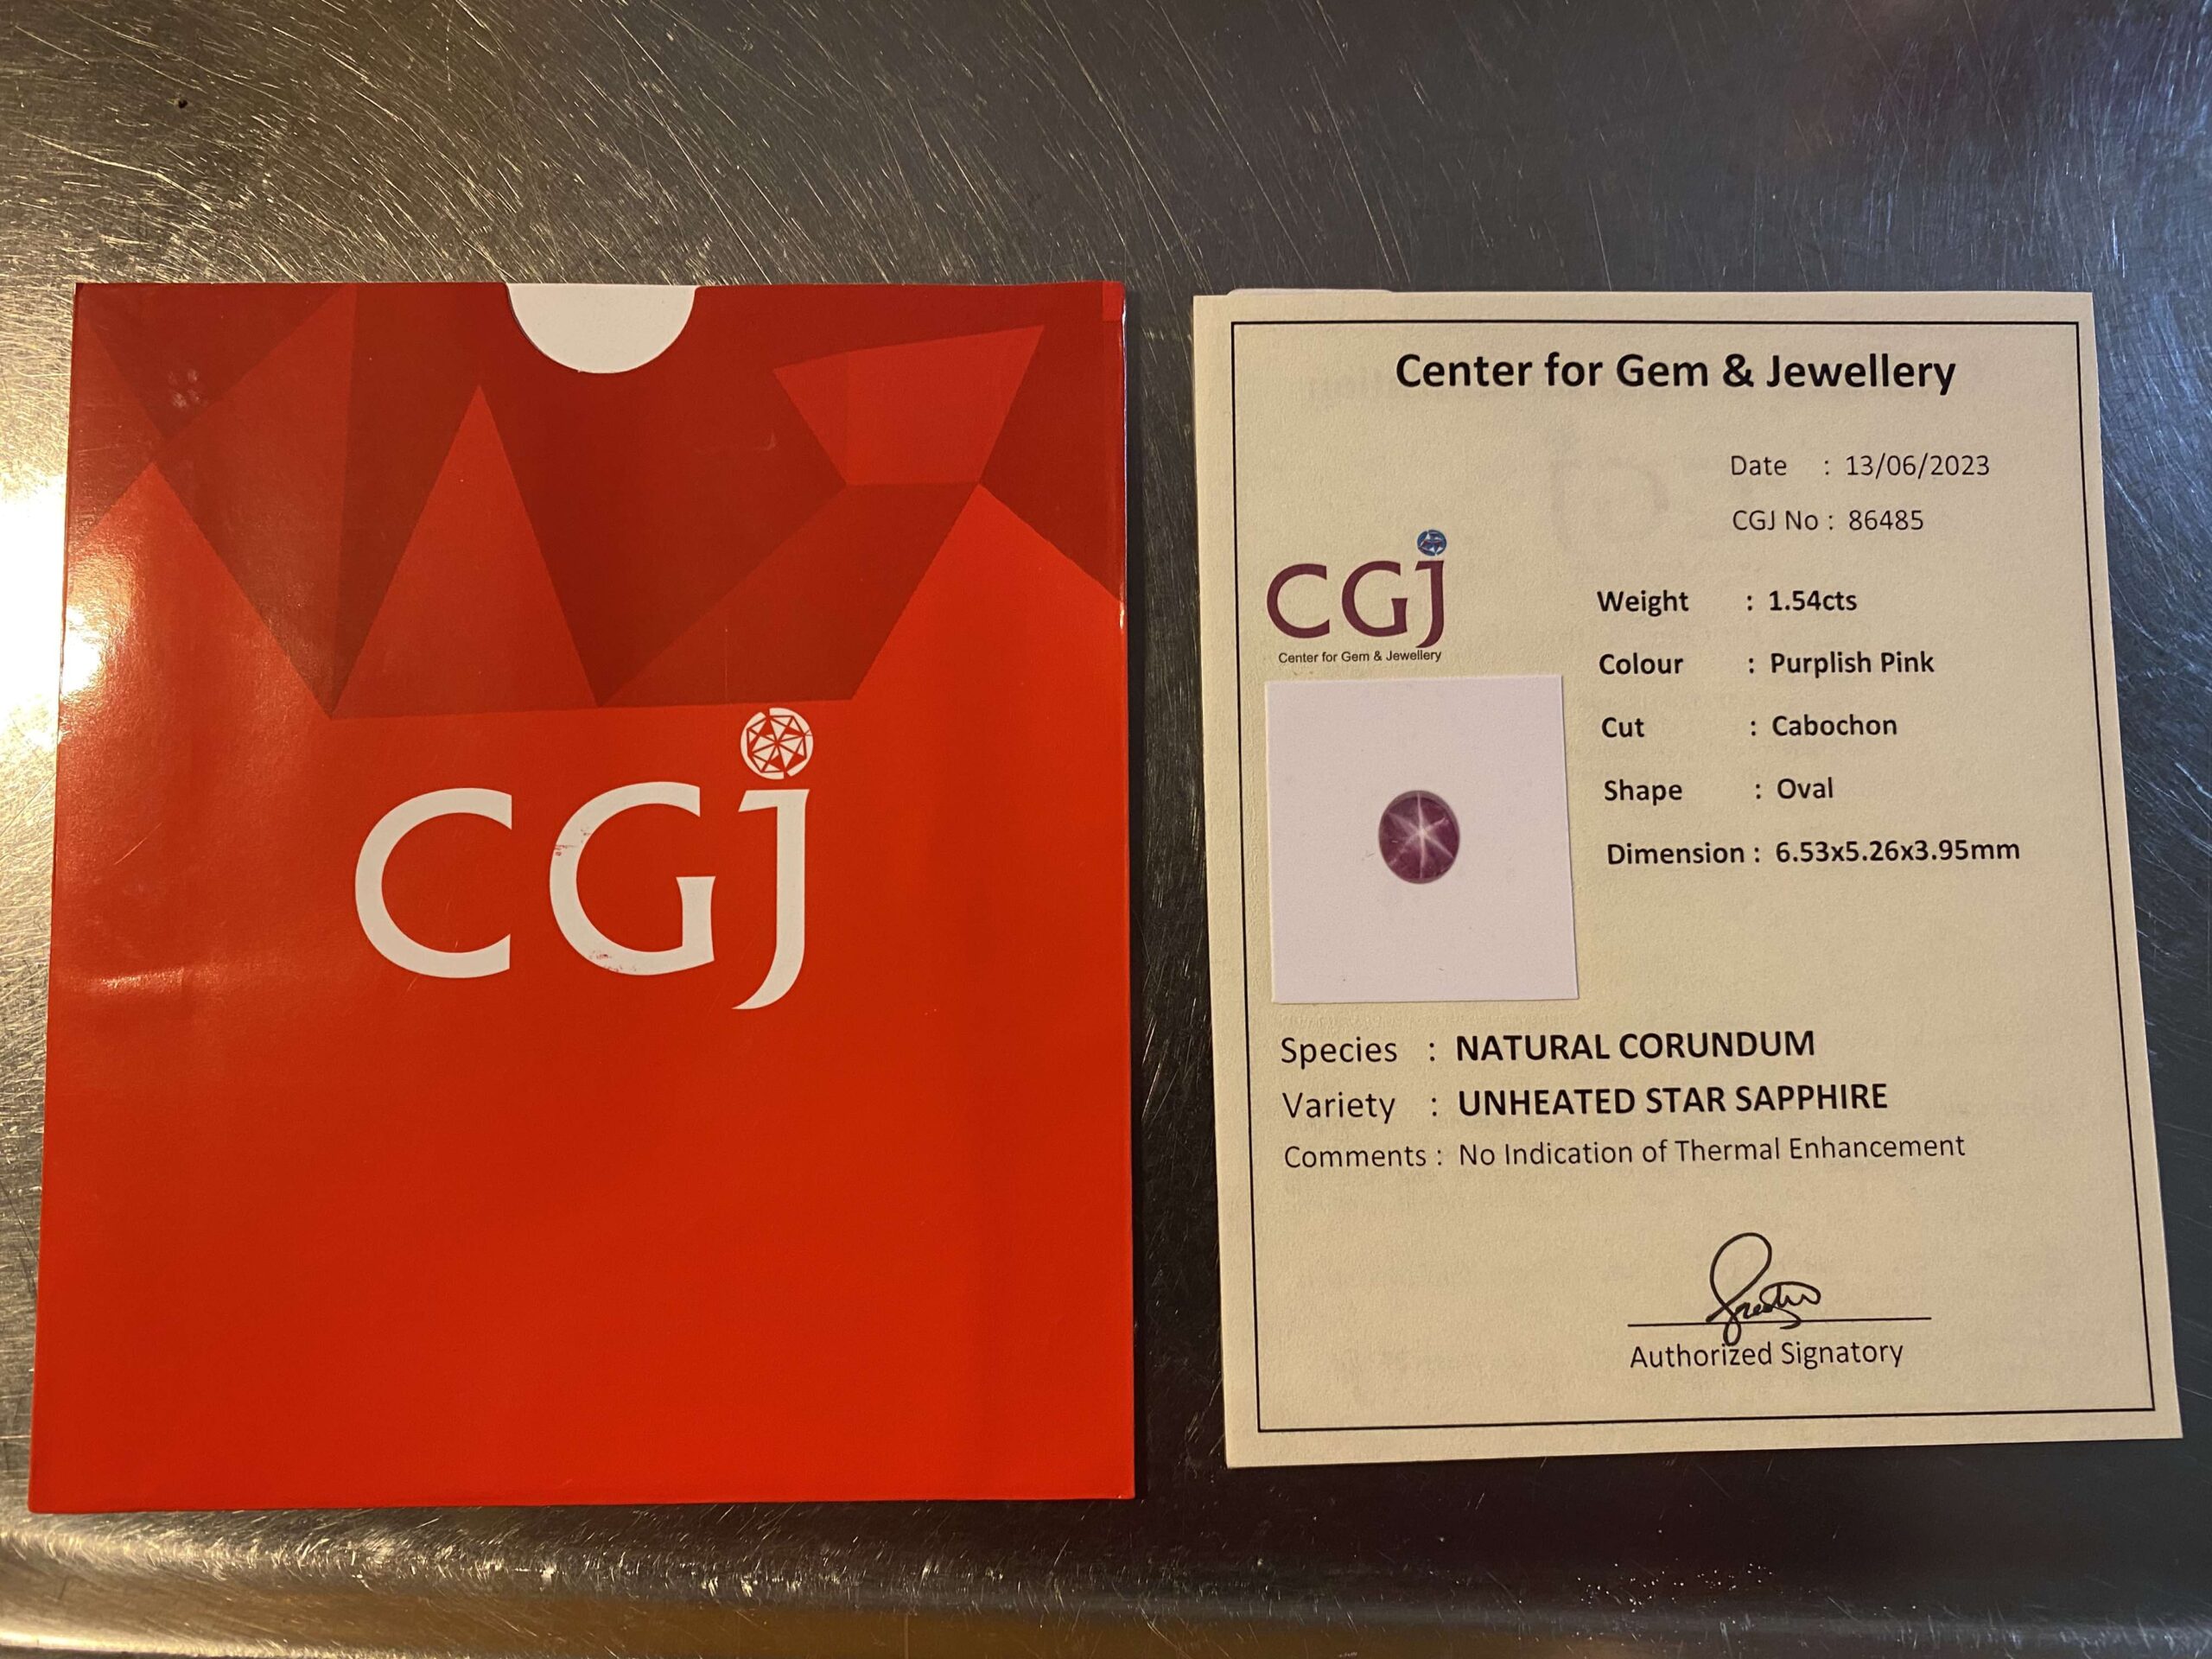 CGJ
Center for Gem & Jewellery
Date : 13/06/2023
CGJ No : 86485
CGJ
Center for Gem & Jewellery
Weight : 1.54cts
Colour : Purplish Pink
Cut : Cabochon
Shape : Oval
Dimension : 6.53x5.26x3.95mm
Species : NATURAL CORUNDUM
Variety : UNHEATED STAR SAPPHIRE
Comments : No Indication of Thermal Enhancement
Authorized Signatory